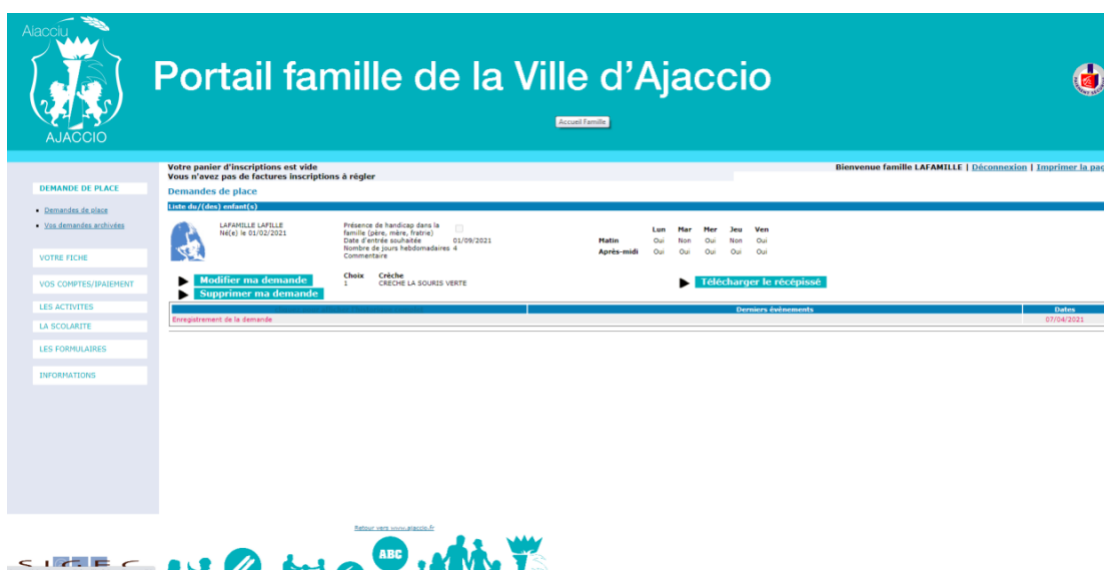 Aiacciu
AJACCIO
Portail famille de la Ville d'Ajaccio
Accueil Famille
Votre panier d'inscriptions est vide
Vous n'avez pas de factures inscriptions à régler
Bienvenue famille LAFAMILLE | Déconnexion | Imprimer la pag
DEMANDE DE PLACE
Demandes de place
Vos demandes archivées
VOTRE FICHE
VOS COMPTES/IPAIEMENT
LES ACTIVITES
LA SCOLARITE
LES FORMULAIRES
INFORMATIONS
Demandes de place
Liste du/(des) enfant(s)
LAFAMILLE LAFILLE
Né(e) le 01/02/2021
Présence de handicap dans la
famille (père, mère, fratrie)
Date d'entrée souhaitée 01/09/2021
Nombre de jours hebdomadaires 4
Commentaire
Lun Mar Mer Jeu Ven
Matin Oui Non Oui Non Oui
Après-midi Oui Oui Oui Oui Oui
Modifier ma demande
Supprimer ma demande
Choix Crèche
1 CRECHE LA SOURIS VERTE
Télécharger le récépissé
Derniers événements Dates
Enregistrement de la demande 07/04/2021
Retour vers www.ajaccio.fr
ABC